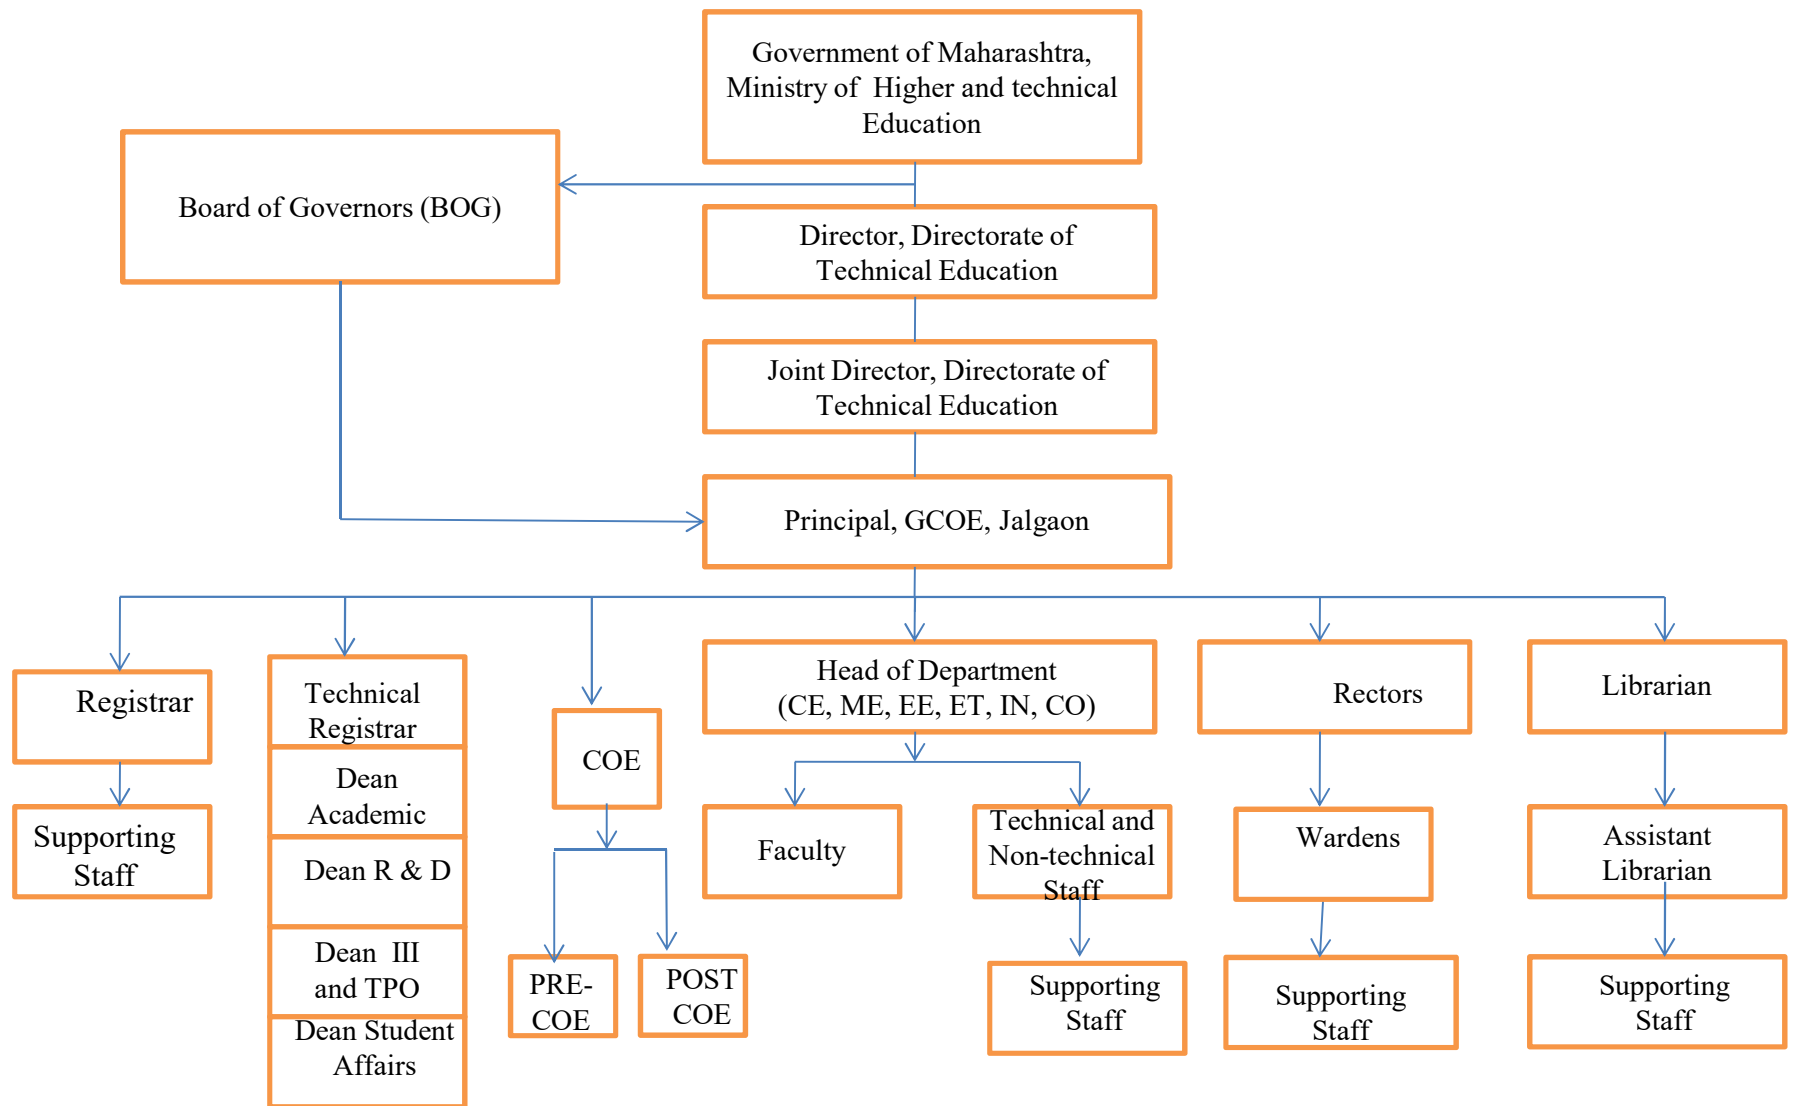 Government of Maharashtra,
Ministry of Higher and technical
Education
Board of Governors (BOG)
Director, Directorate of
Technical Education
Joint Director, Directorate of
Technical Education
Principal, GCOE, Jalgaon
Registrar
Supporting
Staff
Technical
Registrar
Dean
Academic
Dean R & D
Dean III
and TPO
Dean Student
Affairs
COE
PRE-
COE
POST
COE
Head of Department
(CE, ME, EE, ET, IN, CO)
Faculty
Technical and
Non-technical
Staff
Supporting
Staff
Rectors
Wardens
Supporting
Staff
Librarian
Assistant
Librarian
Supporting
Staff